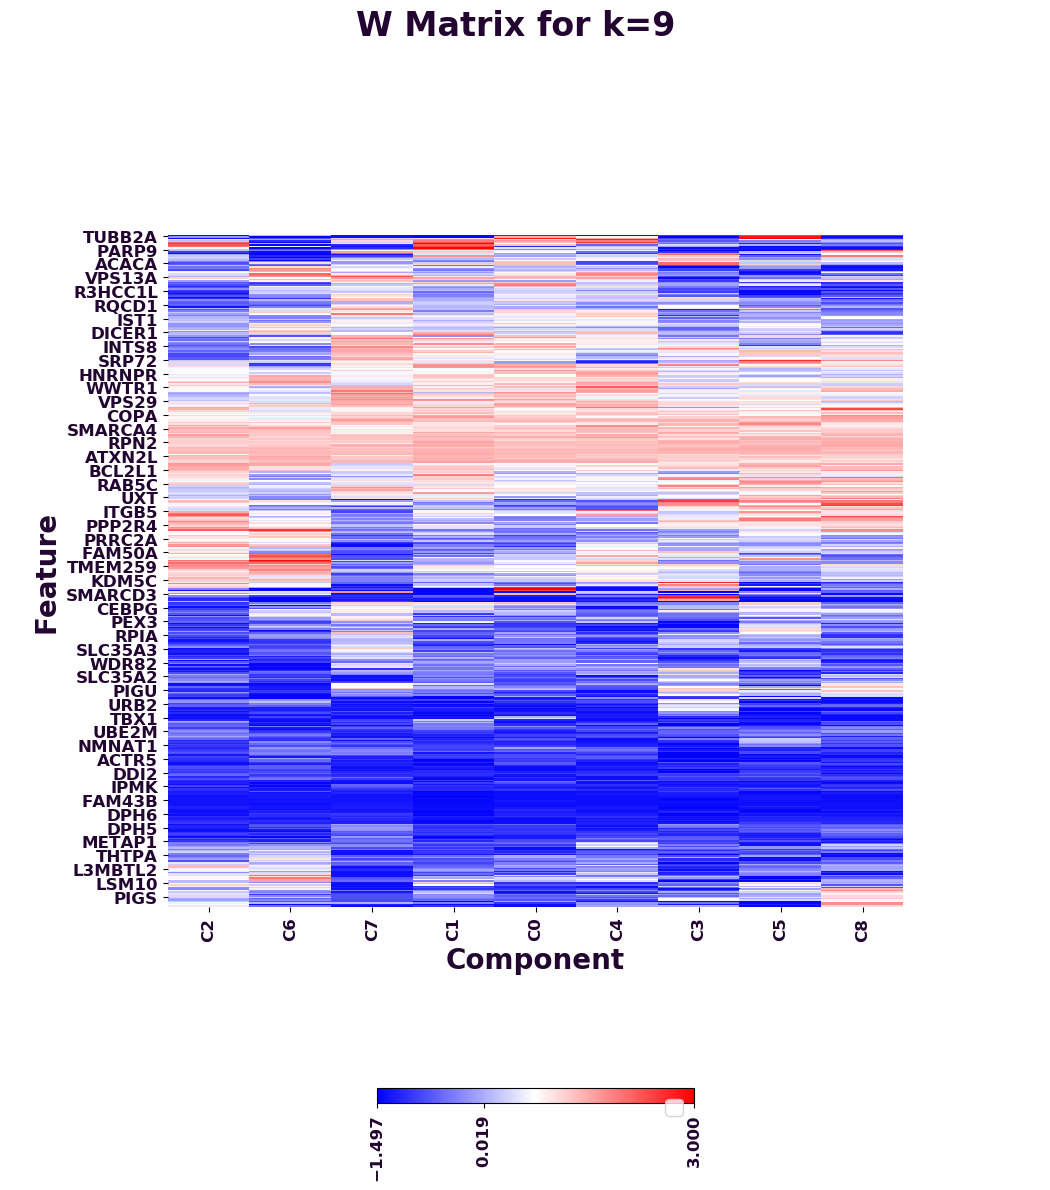 W Matrix for k=9
Feature
TUBB2A
PARP9
ACACA
VPS13A
R3HCC1L
RQCD1
IST1
DICER1
INTS8
SRP72
HNRNPR
WWTR1
VPS29
COPA
SMARCA4
RPN2
ATXN2L
BCL2L1
RAB5C
UXT
ITGB5
PPP2R4
PRRC2A
FAM50A
TMEM259
KDM5C
SMARCD3
CEBPG
PEX3
RPIA
SLC35A3
WDR82
SLC35A2
PIGU
URB2
TBX1
UBE2M
NMNAT1
ACTR5
DDI2
IPMK
FAM43B
DPH6
DPH5
METAP1
THTPA
L3MBTL2
LSM10
PIGS
C2 C6 C7 C1 C0 C4 C3 C5 C8
Component
−1.497 0.019 3.000